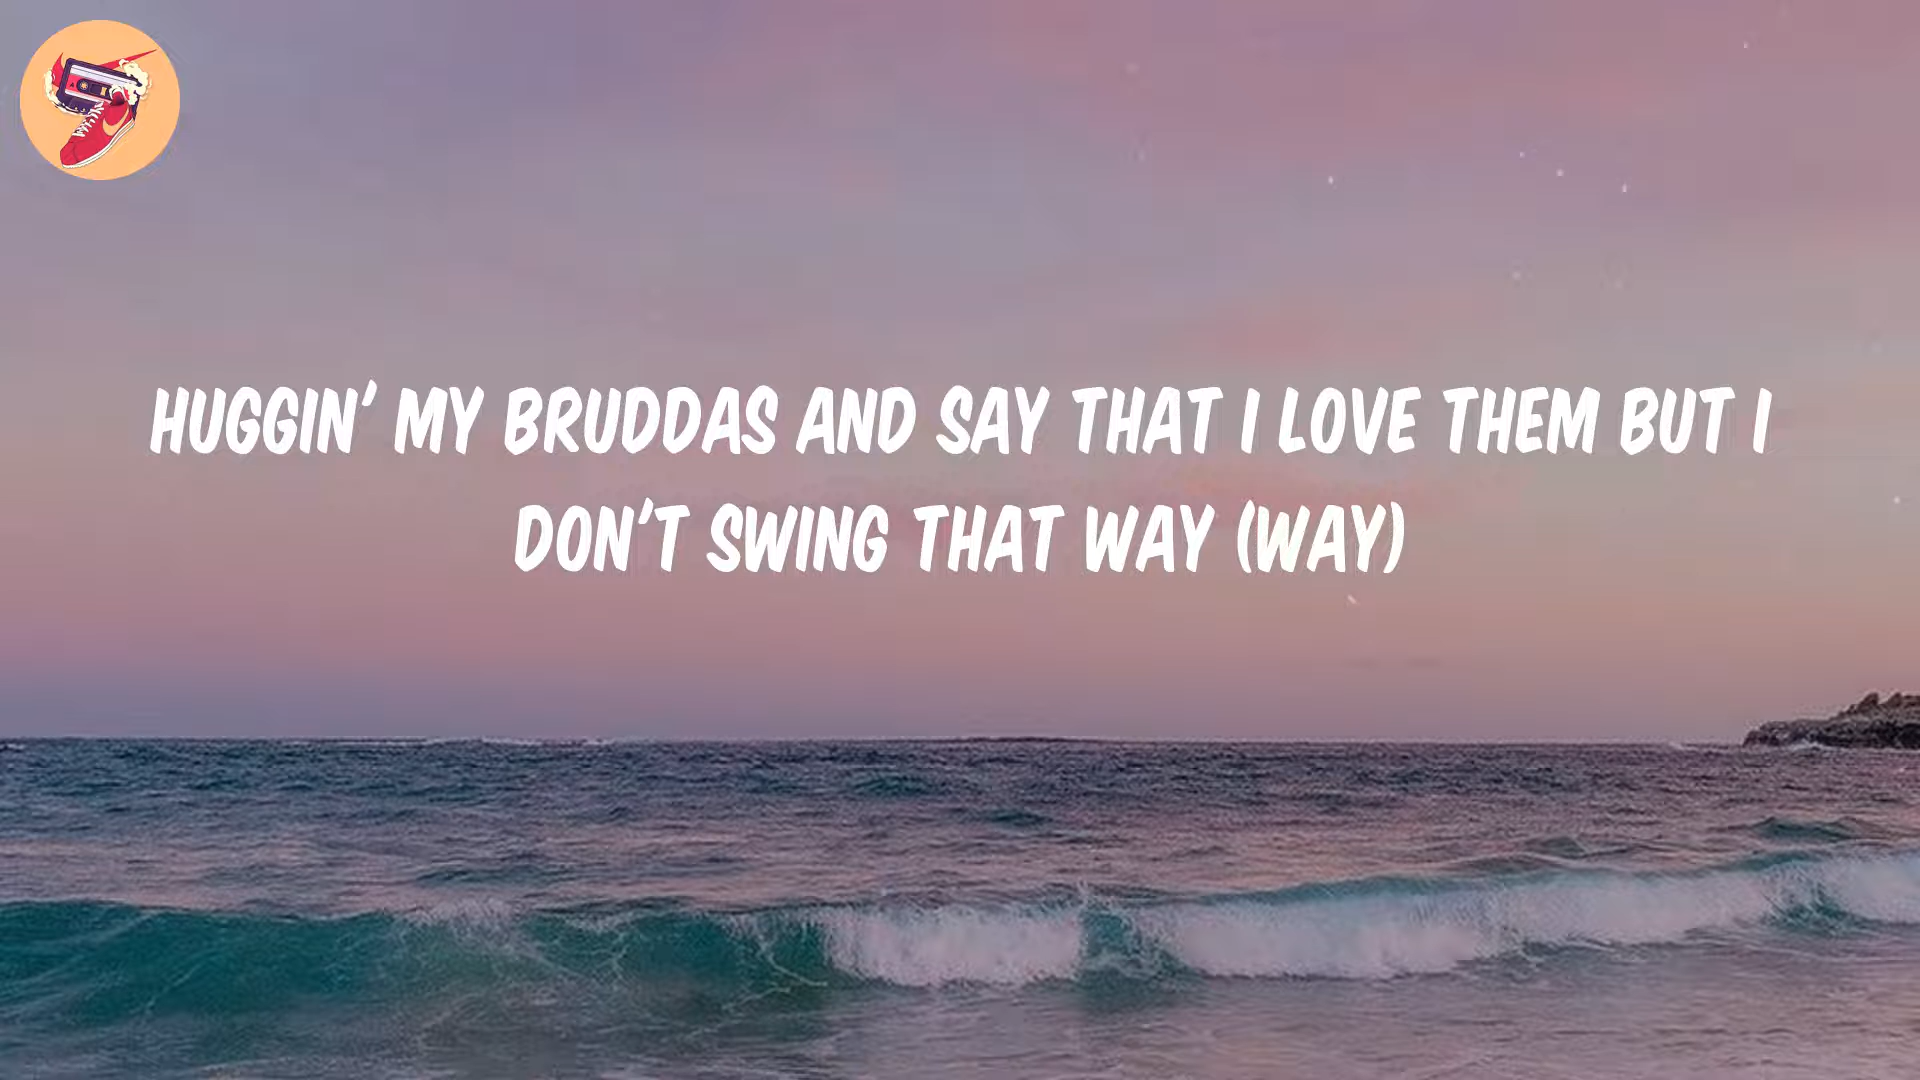 HUGGIN' MY BRUDDAS AND SAY THAT I LOVE THEM BUT I
DON'T SWING THAT WAY (WAY)